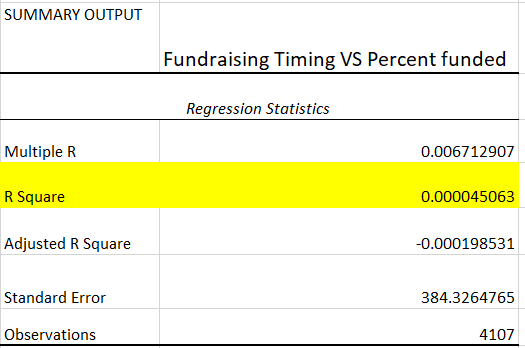 SUMMARY OUTPUT
Fundraising Timing VS Percent funded
Regression Statistics
Multiple R 0.006712907
R Square 0.000045063
Adjusted R Square -0.000198531
Standard Error 384.3264765
Observations 4107